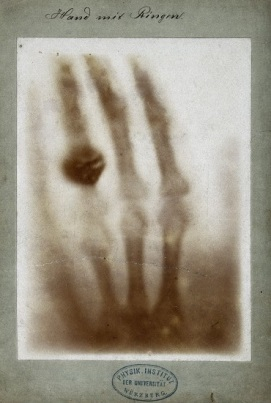 Hand mit Ringen.
PHYSIK. INSTITUT
DER UNIVERSITÄT
WÜRZBURG